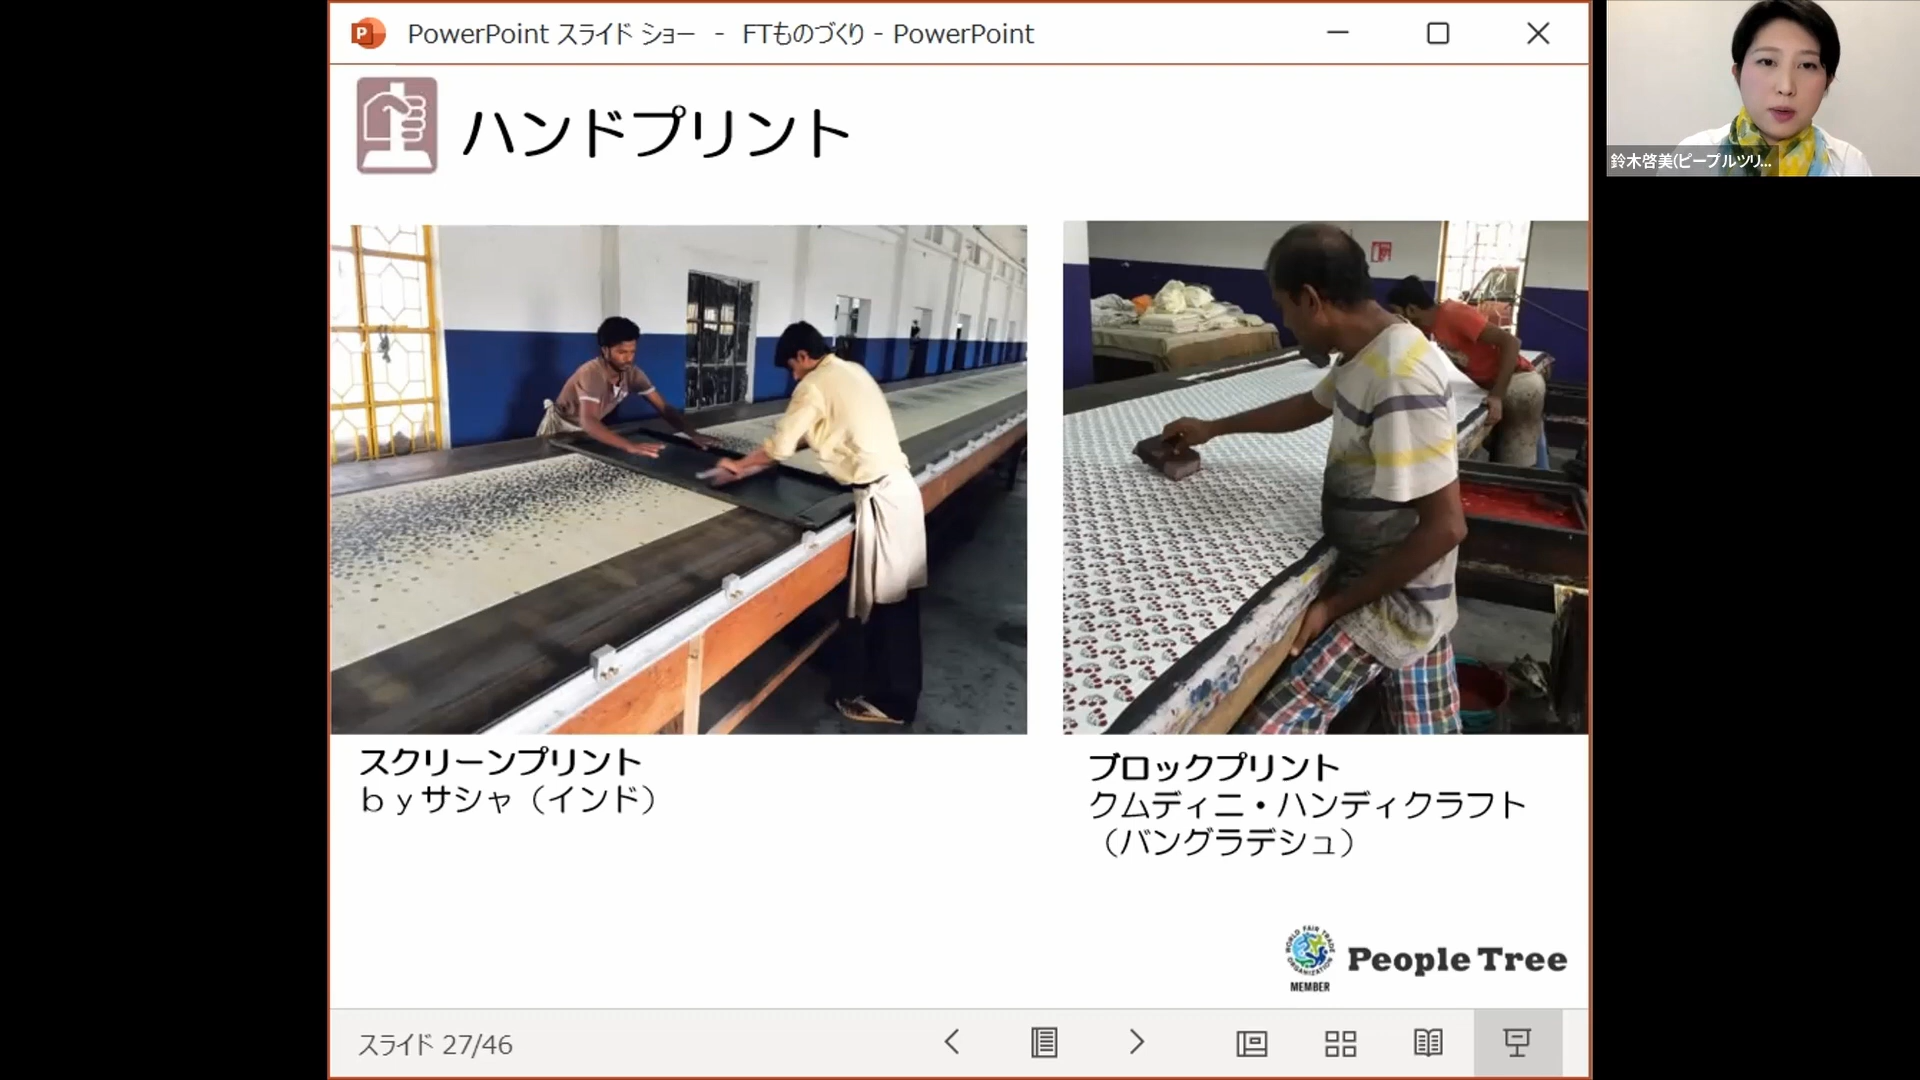 PowerPoint スライド ショー - FTものづくり - PowerPoint
ハンドプリント
鈴木啓美(ピープルツリ...
スクリーンプリント
ｂｙサシャ（インド）
ブロックプリント
クムディニ・ハンディクラフト
（バングラデシュ）
WORLD FAIR TRADE ORGANIZATION
MEMBER
People Tree
スライド 27/46